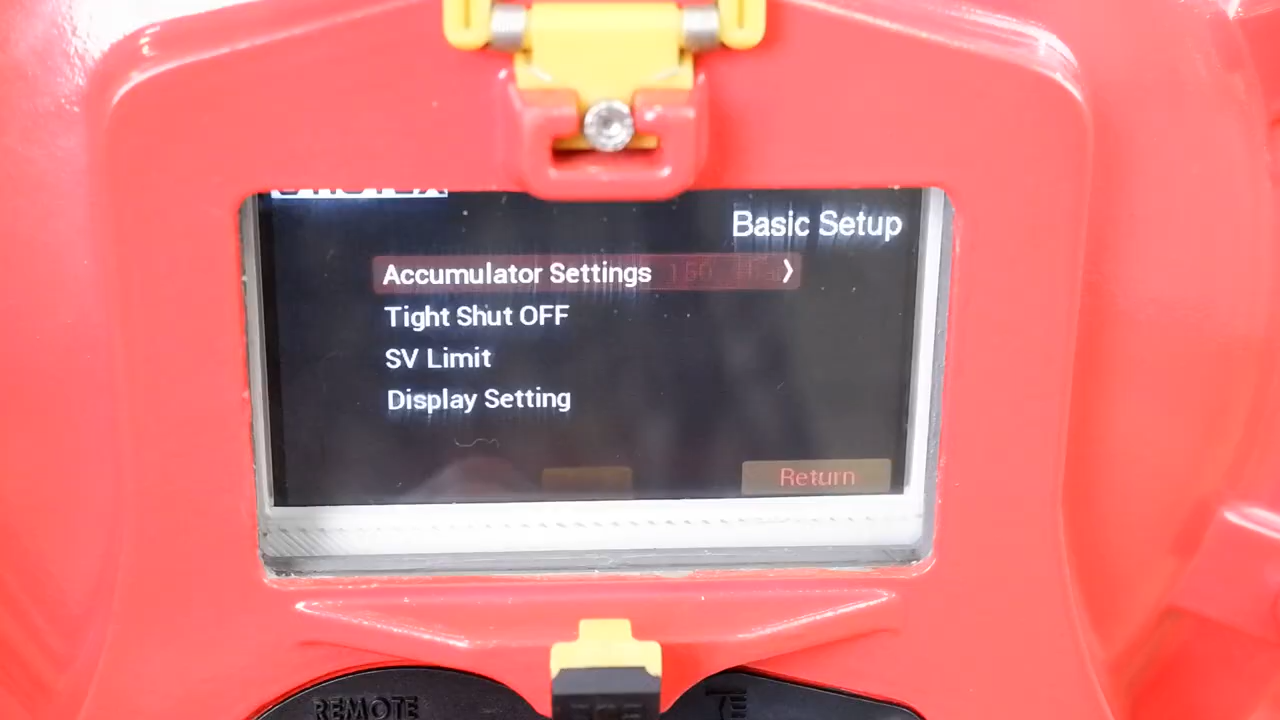 Basic Setup
Accumulator Settings ❯
Tight Shut OFF
SV Limit
Display Setting
Return
REMOTE